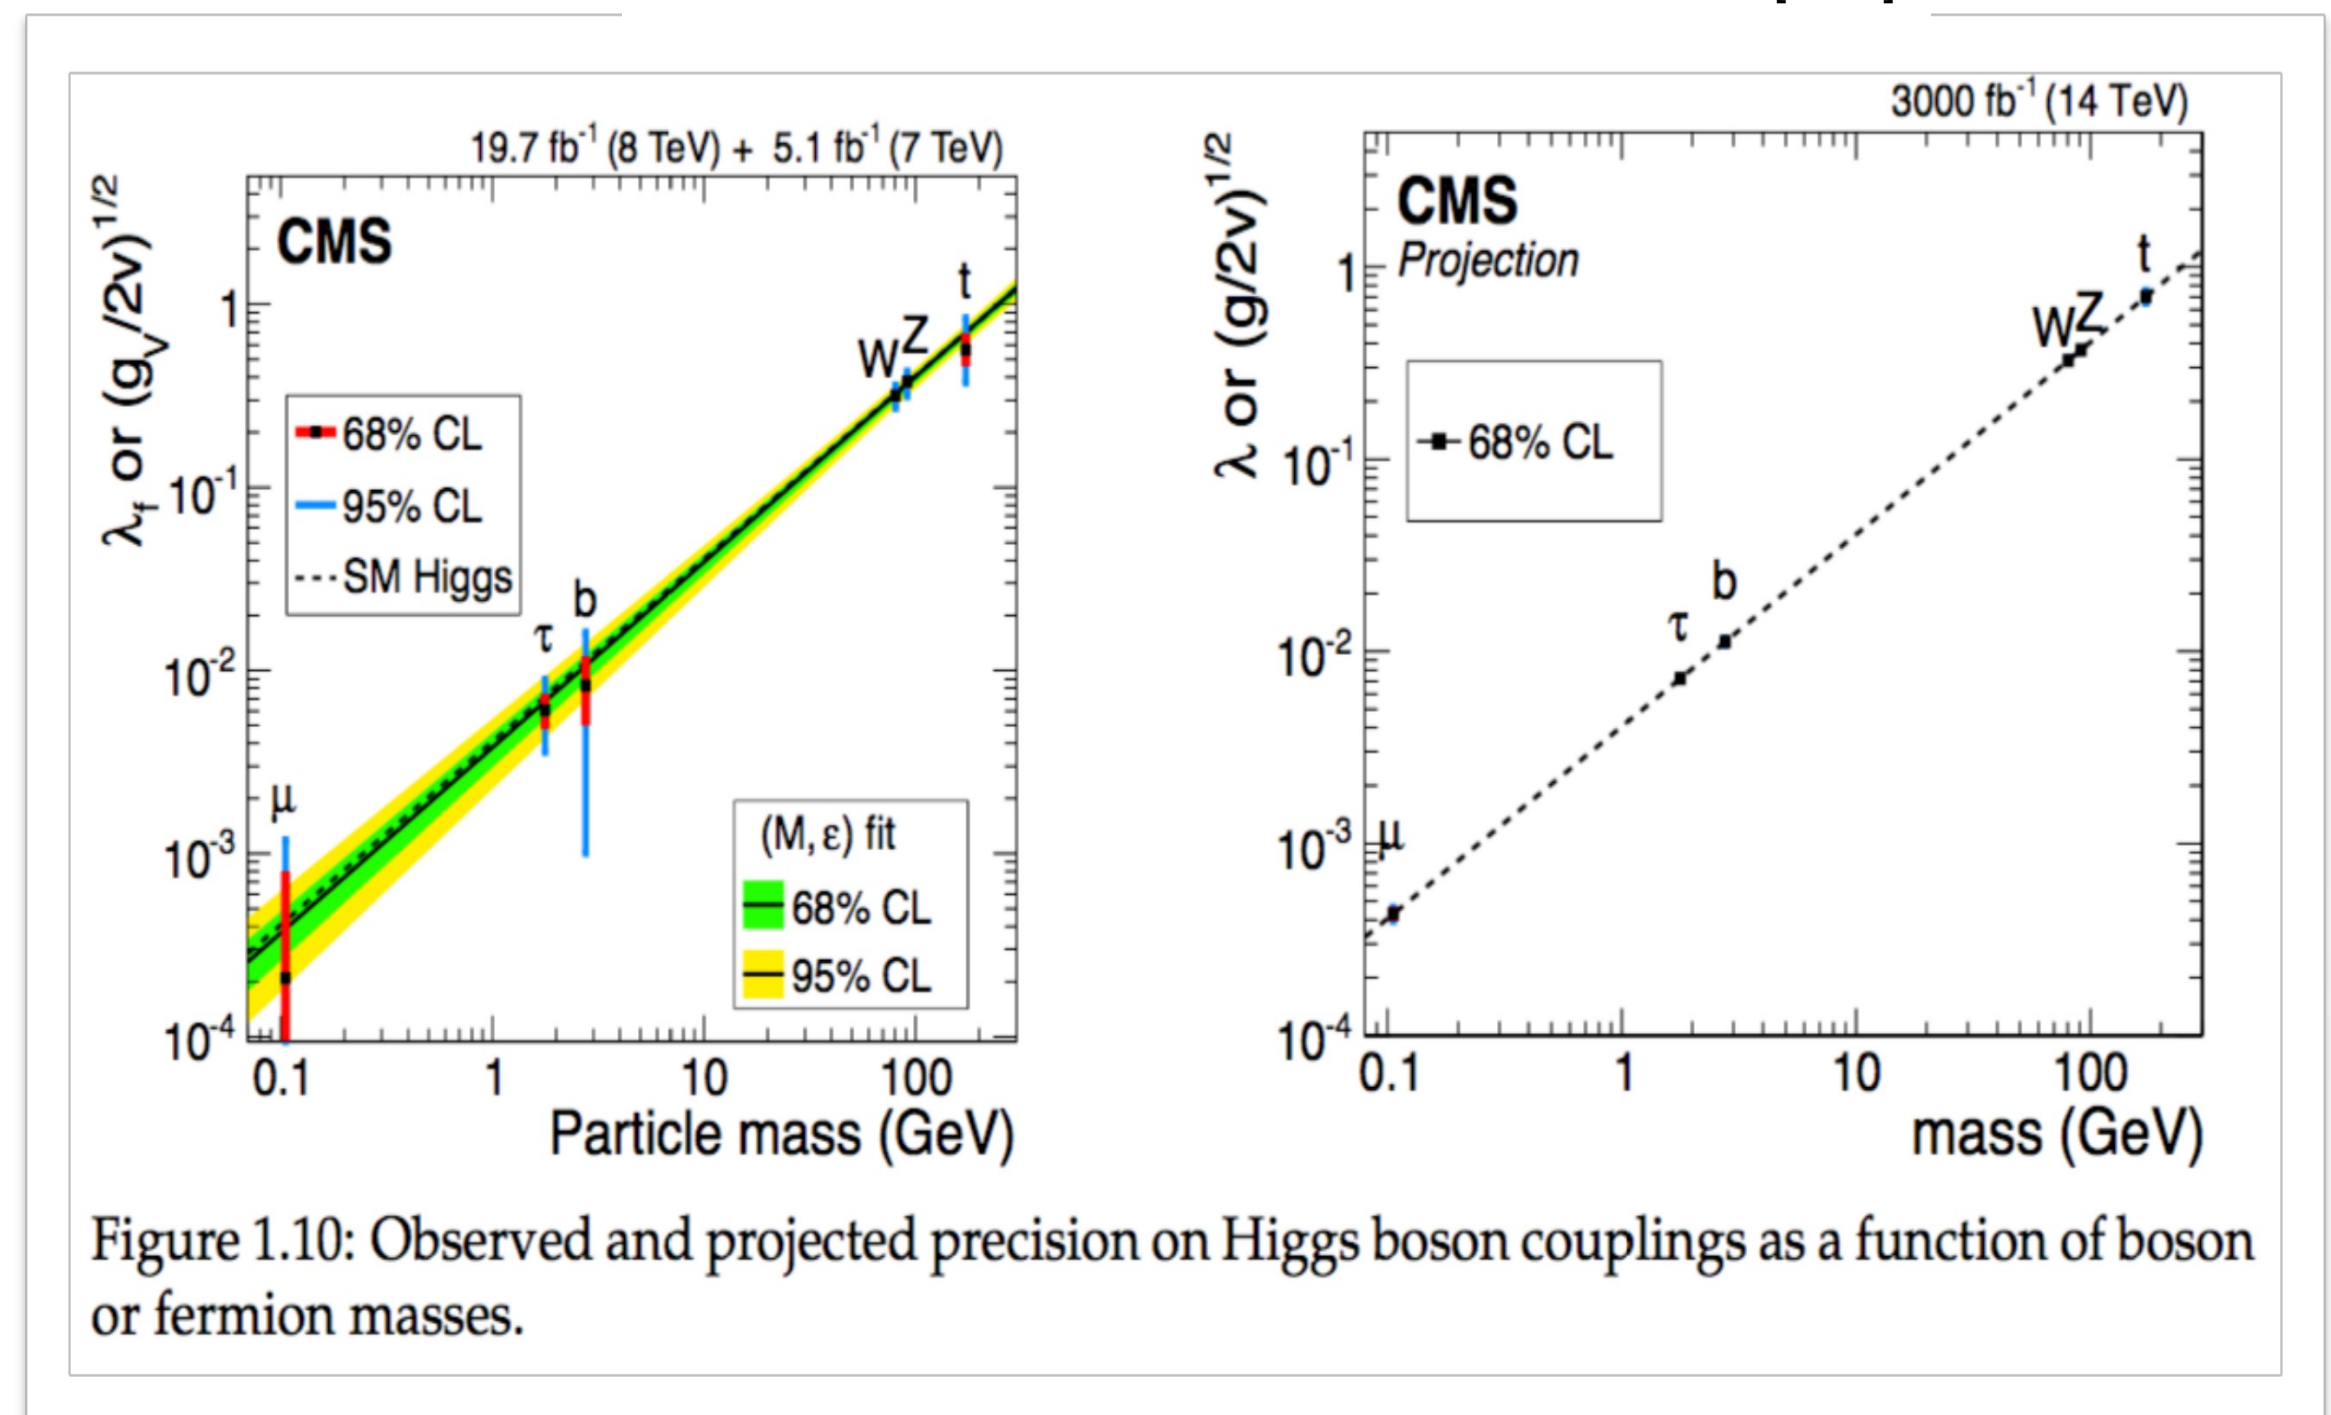 19.7 fb⁻¹ (8 TeV) + 5.1 fb⁻¹ (7 TeV)
λ_f or (g_V/2v)^1/2
CMS
68% CL
95% CL
SM Higgs
μ
τ
b
W
Z
t
(M, ε) fit
68% CL
95% CL
1
10⁻¹
10⁻²
10⁻³
10⁻⁴
0.1 1 10 100
Particle mass (GeV)
3000 fb⁻¹ (14 TeV)
λ or (g/2v)^1/2
CMS
Projection
68% CL
μ
τ
b
W
Z
t
1
10⁻¹
10⁻²
10⁻³
10⁻⁴
0.1 1 10 100
mass (GeV)
Figure 1.10: Observed and projected precision on Higgs boson couplings as a function of boson
or fermion masses.